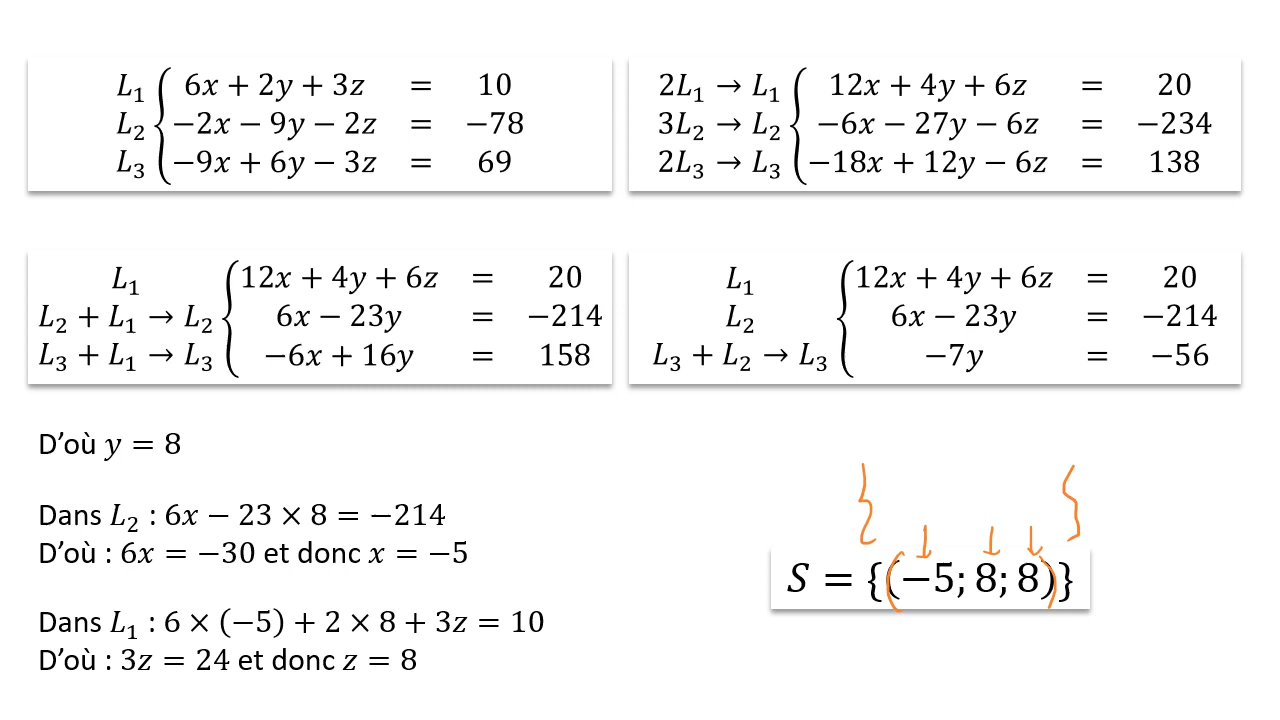 L₁ { 6x + 2y + 3z = 10
L₂ { −2x − 9y − 2z = −78
L₃ { −9x + 6y − 3z = 69
2L₁ → L₁ { 12x + 4y + 6z = 20
3L₂ → L₂ { −6x − 27y − 6z = −234
2L₃ → L₃ { −18x + 12y − 6z = 138
L₁ { 12x + 4y + 6z = 20
L₂ + L₁ → L₂ { 6x − 23y = −214
L₃ + L₁ → L₃ { −6x + 16y = 158
L₁ { 12x + 4y + 6z = 20
L₂ { 6x − 23y = −214
L₃ + L₂ → L₃ { −7y = −56
D’où y = 8
Dans L₂ : 6x − 23 × 8 = −214
D’où : 6x = −30 et donc x = −5
Dans L₁ : 6 × (−5) + 2 × 8 + 3z = 10
D’où : 3z = 24 et donc z = 8
{ }
↓ ↓ ↓
S = {(−5; 8; 8)}